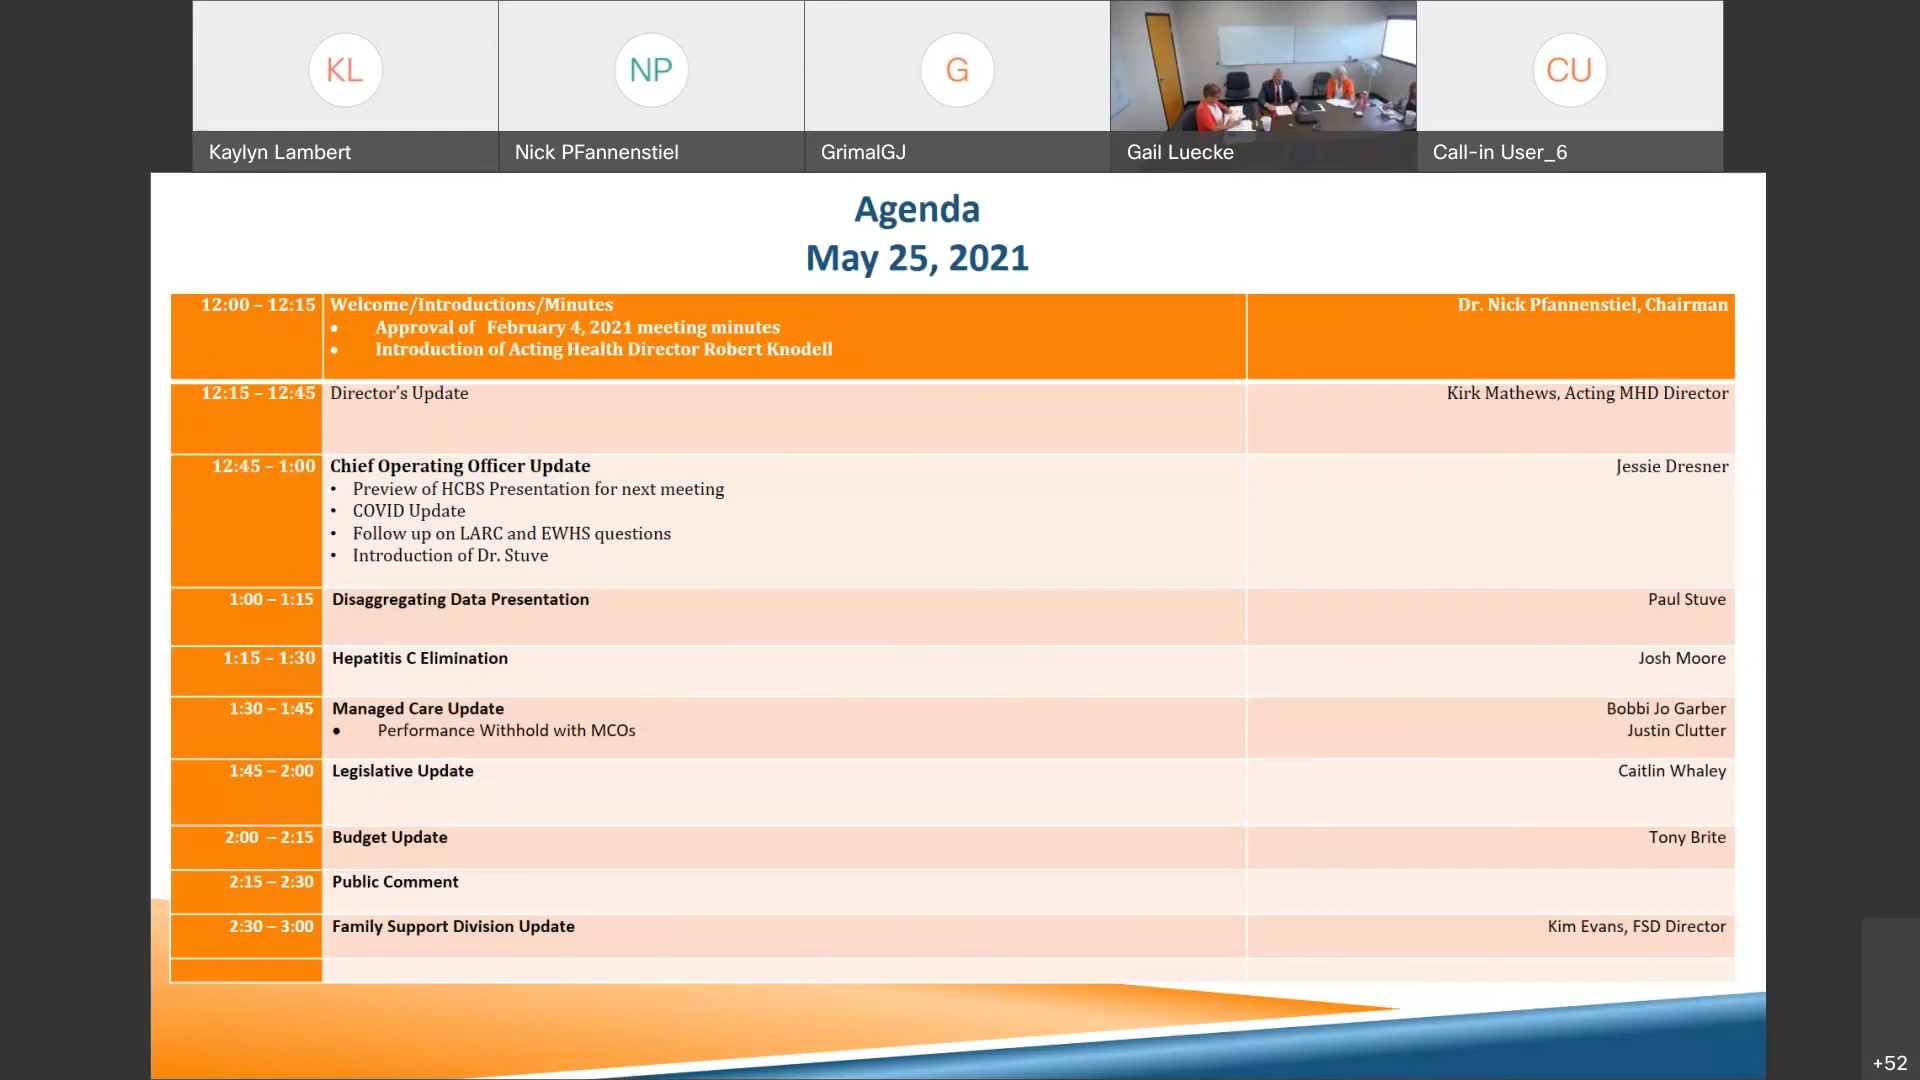 KL
NP
G
CU
Kaylyn Lambert
Nick PFannenstiel
GrimalGJ
Gail Luecke
Call-in User_6
Agenda
May 25, 2021
12:00 – 12:15 Welcome/Introductions/Minutes Dr. Nick Pfannenstiel, Chairman
• Approval of February 4, 2021 meeting minutes
• Introduction of Acting Health Director Robert Knodell
12:15 – 12:45 Director's Update Kirk Mathews, Acting MHD Director
12:45 – 1:00 Chief Operating Officer Update Jessie Dresner
• Preview of HCBS Presentation for next meeting
• COVID Update
• Follow up on LARC and EWHS questions
• Introduction of Dr. Stuve
1:00 – 1:15 Disaggregating Data Presentation Paul Stuve
1:15 – 1:30 Hepatitis C Elimination Josh Moore
1:30 – 1:45 Managed Care Update Bobbi Jo Garber
• Performance Withhold with MCOs Justin Clutter
1:45 – 2:00 Legislative Update Caitlin Whaley
2:00 – 2:15 Budget Update Tony Brite
2:15 – 2:30 Public Comment
2:30 – 3:00 Family Support Division Update Kim Evans, FSD Director
+52